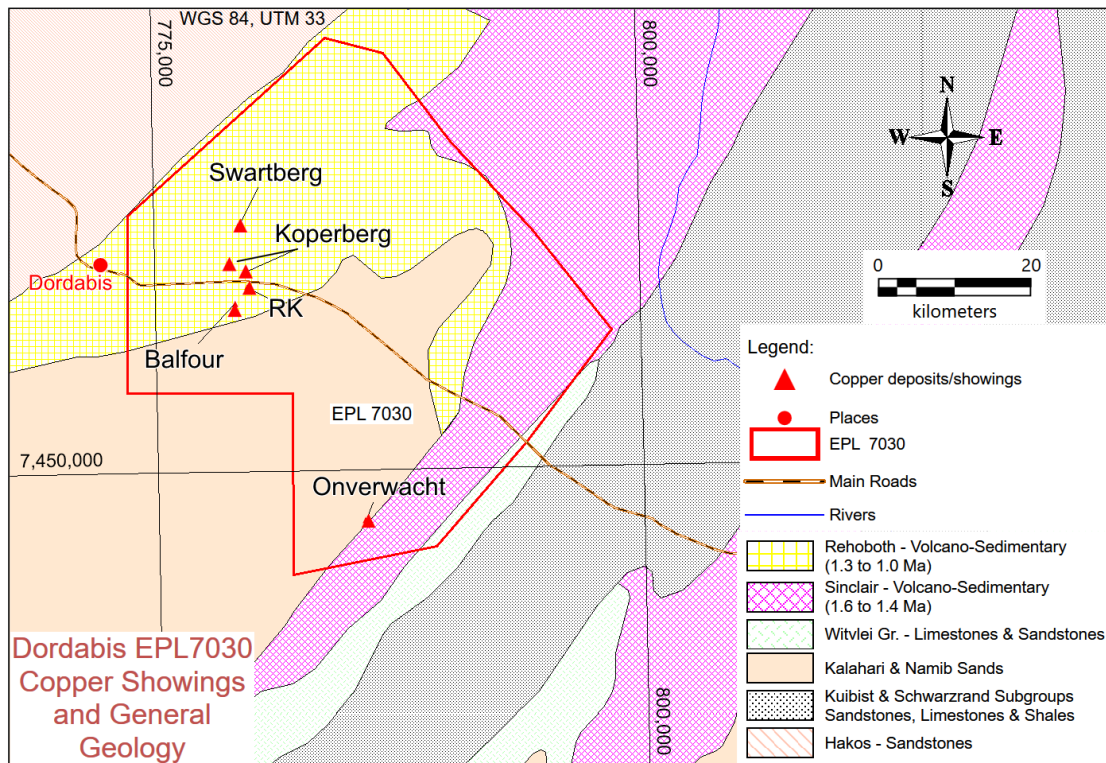 WGS 84, UTM 33
775,000
800,000
N
W
E
S
Swartberg
Koperberg
Dordabis
RK
Balfour
0
20
kilometers
EPL 7030
7,450,000
Onverwacht
800,000
Legend:
Copper deposits/showings
Places
EPL 7030
Main Roads
Rivers
Rehoboth - Volcano-Sedimentary
(1.3 to 1.0 Ma)
Sinclair - Volcano-Sedimentary
(1.6 to 1.4 Ma)
Witvlei Gr. - Limestones & Sandstones
Kalahari & Namib Sands
Kuibist & Schwarzrand Subgroups
Sandstones, Limestones & Shales
Hakos - Sandstones
Dordabis EPL7030
Copper Showings
and General
Geology